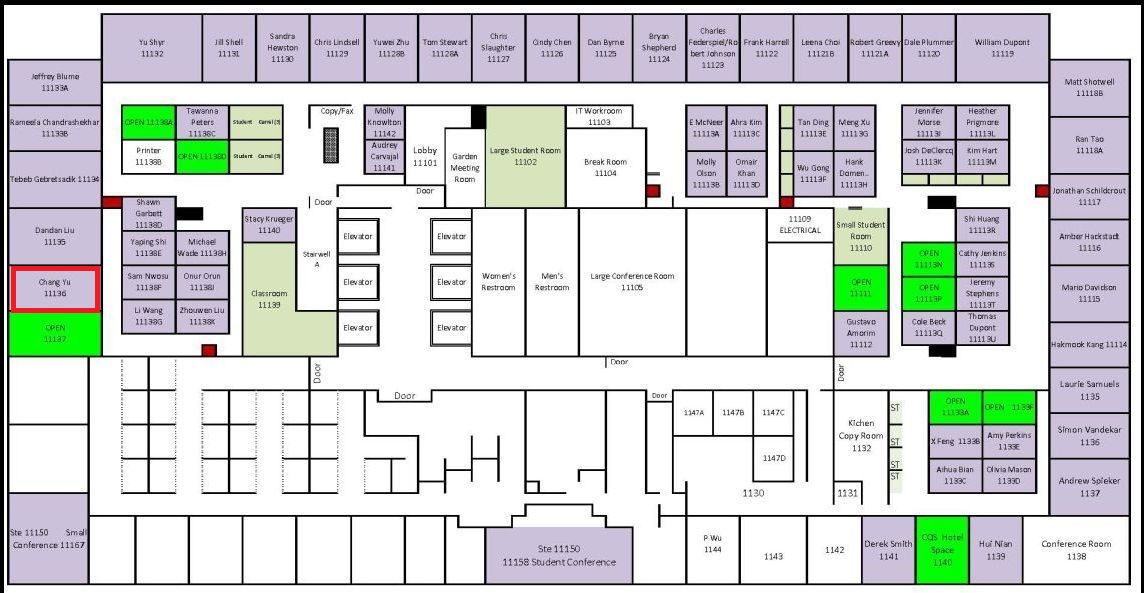 Yu Shyr
11132
Jill Shell
11131
Sandra
Hewston
11130
Chris Lindsell
11129
Yuwei Zhu
11128B
Tom Stewart
11128A
Chris
Slaughter
11127
Cindy Chen
11126
Dan Byrne
11125
Bryan
Shepherd
11124
Charles
Federspiel/Ro
bert Johnson
11123
Frank Harrell
11122
Leena Choi
11121B
Robert Greevy
11121A
Dale Plummer
11120
William Dupont
11119
Jeffrey Blume
11133A
Rameela Chandrashekhar
11133B
Tebeb Gebretsadik 11134
Dandan Liu
11135
Chang Yu
11136
OPEN
11137
Matt Shotwell
11118B
Ran Tao
11118A
Jonathan Schildcrout
11117
Amber Hackstadt
11116
Mario Davidson
11115
Hakmook Kang 11114
Laurie Samuels
1135
Simon Vandekar
1136
Andrew Spieker
1137
OPEN 11138A
Tawanna
Peters
11138C
Student Carrel (3)
Printer
11138B
OPEN 11138D
Student Carrel (3)
Copy/Fax
Molly
Knowlton
11142
Audrey
Carvajal
11141
Lobby
11101
Garden
Meeting
Room
Large Student Room
11102
IT Workroom
11103
Break Room
11104
E McNeer
11113A
Ahra Kim
11113C
Molly
Olson
11113B
Omair
Khan
11113D
Tan Ding
11113E
Meng Xu
11113G
Wu Gong
11113F
Hank
Domen..
11113H
Jennifer
Morse
11113I
Heather
Prigmore
11113L
Josh DeClercq
11113K
Kim Hart
11113M
Door
Door
Shawn
Garbett
11138D
Yaping Shi
11138E
Michael
Wade 11138H
Sam Nwosu
11138F
Onur Orun
1113BJ
Li Wang
11138G
Zhouwen Liu
11138K
Stacy Krueger
11140
Classroom
11139
Stairwell
A
Elevator
Elevator
Elevator
Elevator
Elevator
Elevator
Women's
Restroom
Men's
Restroom
Large Conference Room
11105
11109
ELECTRICAL
Small Student
Room
11110
OPEN
11111
Gustavo
Amorim
11112
Shi Huang
11113R
OPEN
11113N
Cathy Jenkins
11113S
OPEN
11113P
Jeremy
Stephens
11113T
Cole Beck
11113Q
Thomas
Dupont
11113U
Door
Door
Door
Door
Door
1147A
1147B
1147C
1147D
1130
Kichen
Copy Room
1132
1131
ST
ST
ST
ST
OPEN
1133A
OPEN 1139F
X Feng 1133B
Amy Perkins
1133E
Aihua Bian
1133C
Olivia Mason
1133D
Ste 11150 Small
Conference 11167
Ste 11150
11158 Student Conference
P Wu
1144
1143
1142
Derek Smith
1141
CQS Hotel
Space
1140
Hui Nian
1139
Conference Room
1138